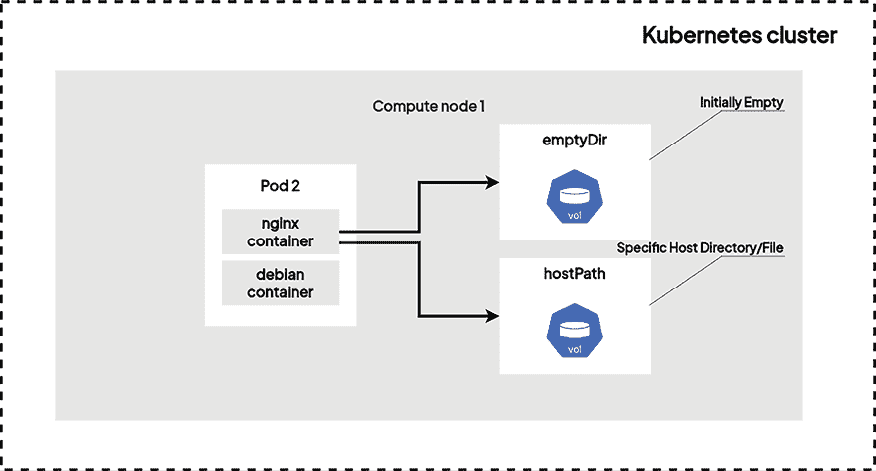 Kubernetes cluster
Compute node 1
Initially Empty
emptyDir
vol
Pod 2
nginx
container
debian
container
Specific Host Directory/File
hostPath
vol